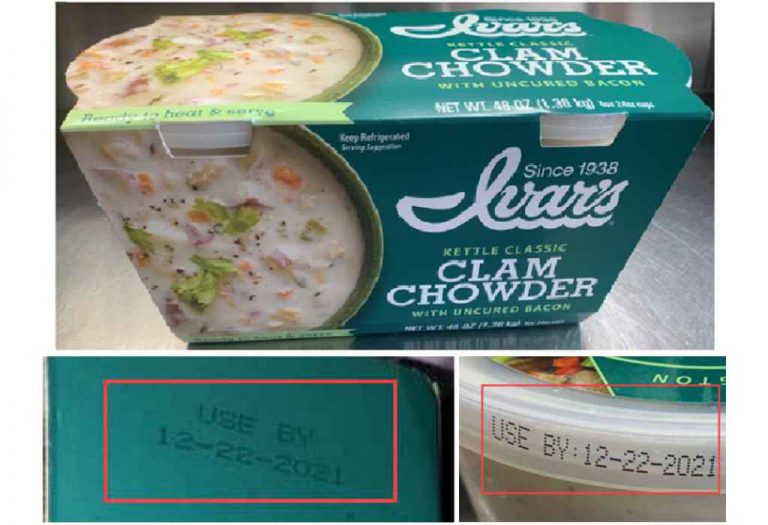 Ivar's
KETTLE CLASSIC
CLAM
CHOWDER
WITH UNCURED BACON
NET WT. 48 OZ (1.36 kg)
Ready to heat & serve
Keep Refrigerated
Serving Suggestion
Since 1938
Ivar's
KETTLE CLASSIC
CLAM
CHOWDER
WITH UNCURED BACON
NET WT. 48 OZ (1.36 kg)
USE BY
12-22-2021
USE BY:12-22-2021